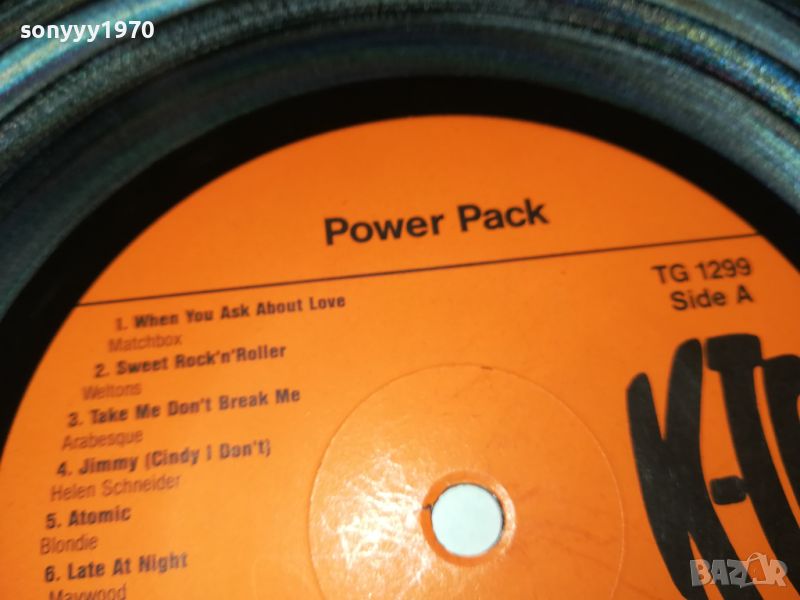 sonyyy1970
Power Pack
TG 1299
Side A
1. When You Ask About Love
Matchbox
2. Sweet Rock'n'Roller
Weltons
3. Take Me Don't Break Me
Arabesque
4. Jimmy (Cindy I Don't)
Helen Schneider
5. Atomic
Blondie
6. Late At Night
Maywood
BAZAR